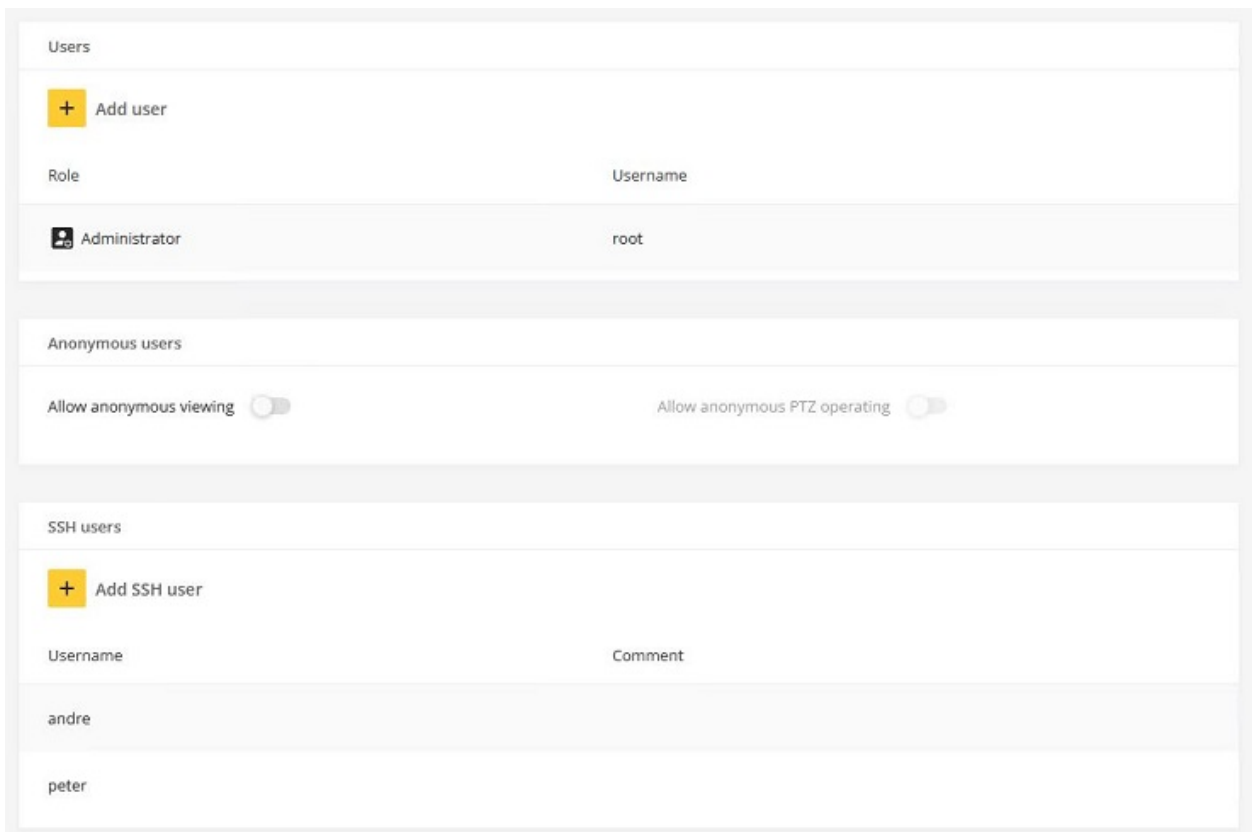 Users
+ Add user
Role Username
Administrator root
Anonymous users
Allow anonymous viewing Allow anonymous PTZ operating
SSH users
+ Add SSH user
Username Comment
andre
peter